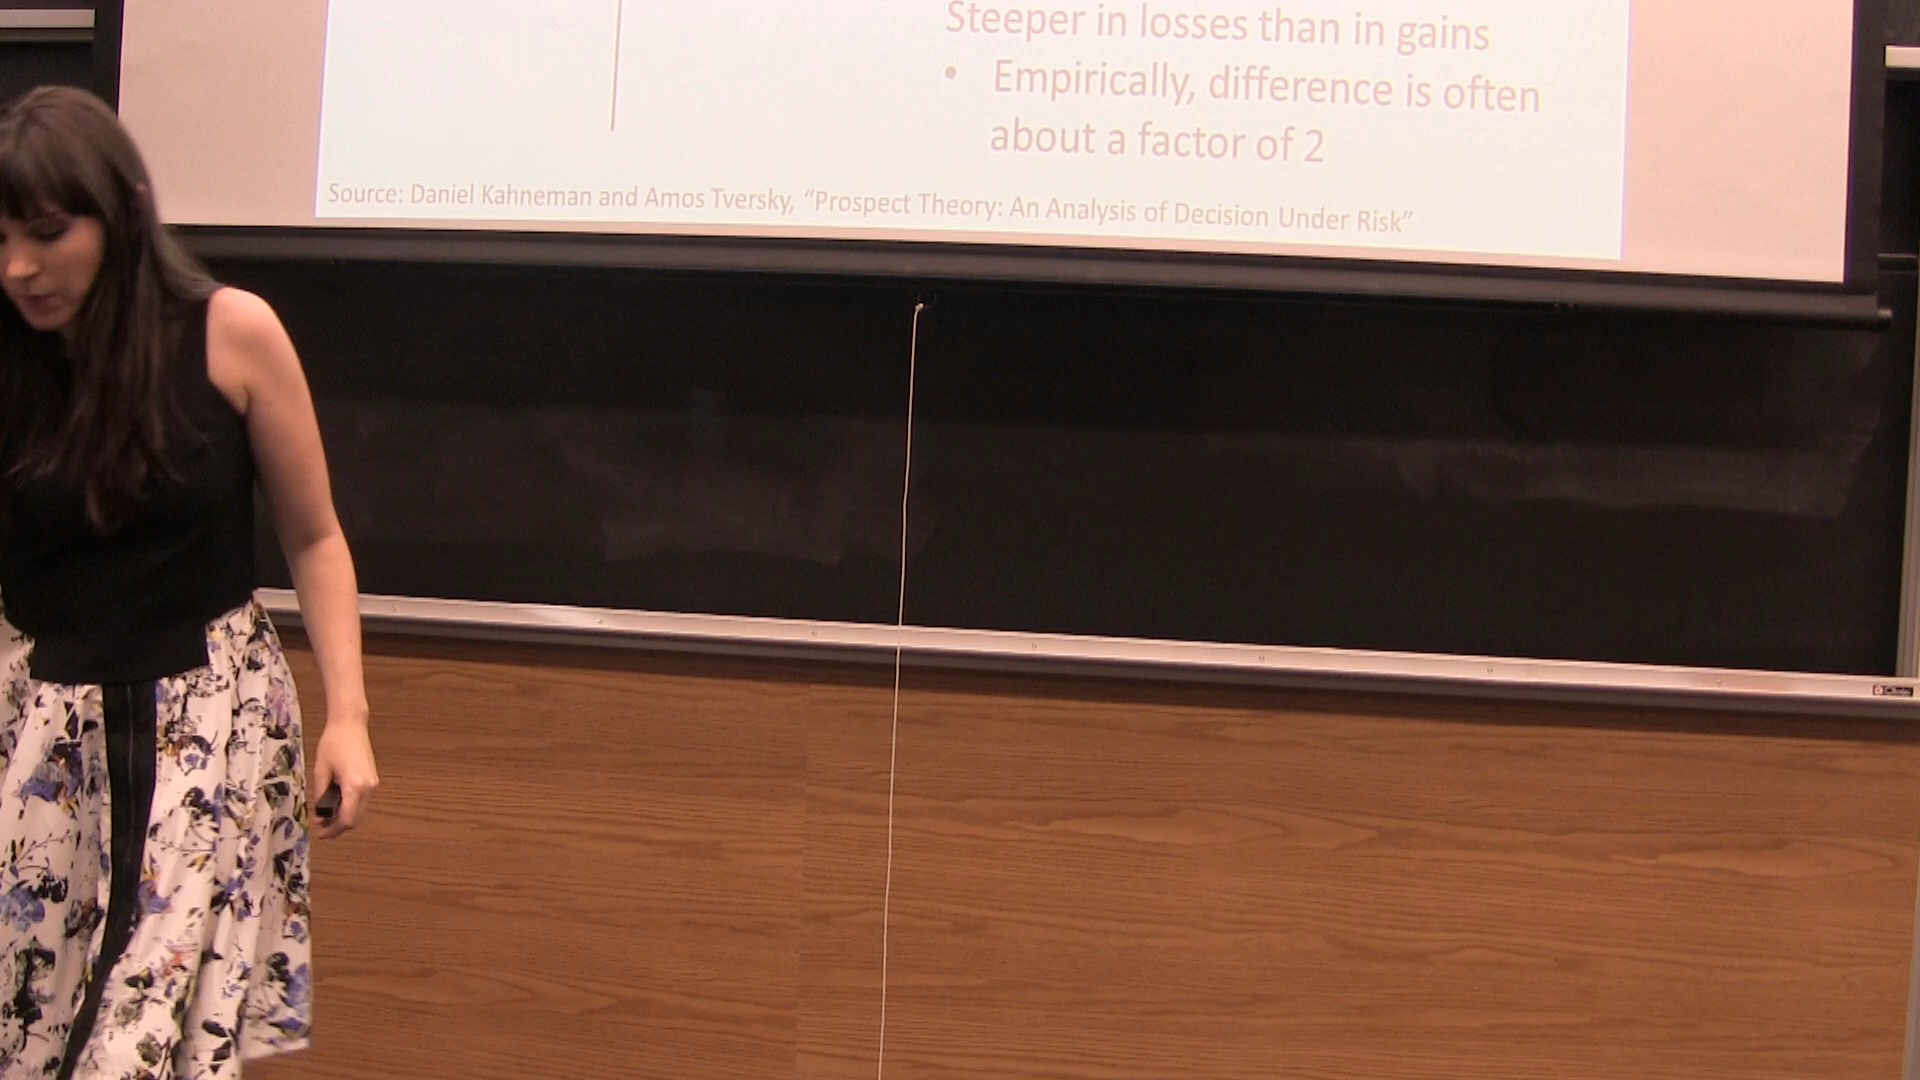 Steeper in losses than in gains
• Empirically, difference is often
about a factor of 2
Source: Daniel Kahneman and Amos Tversky, “Prospect Theory: An Analysis of Decision Under Risk”